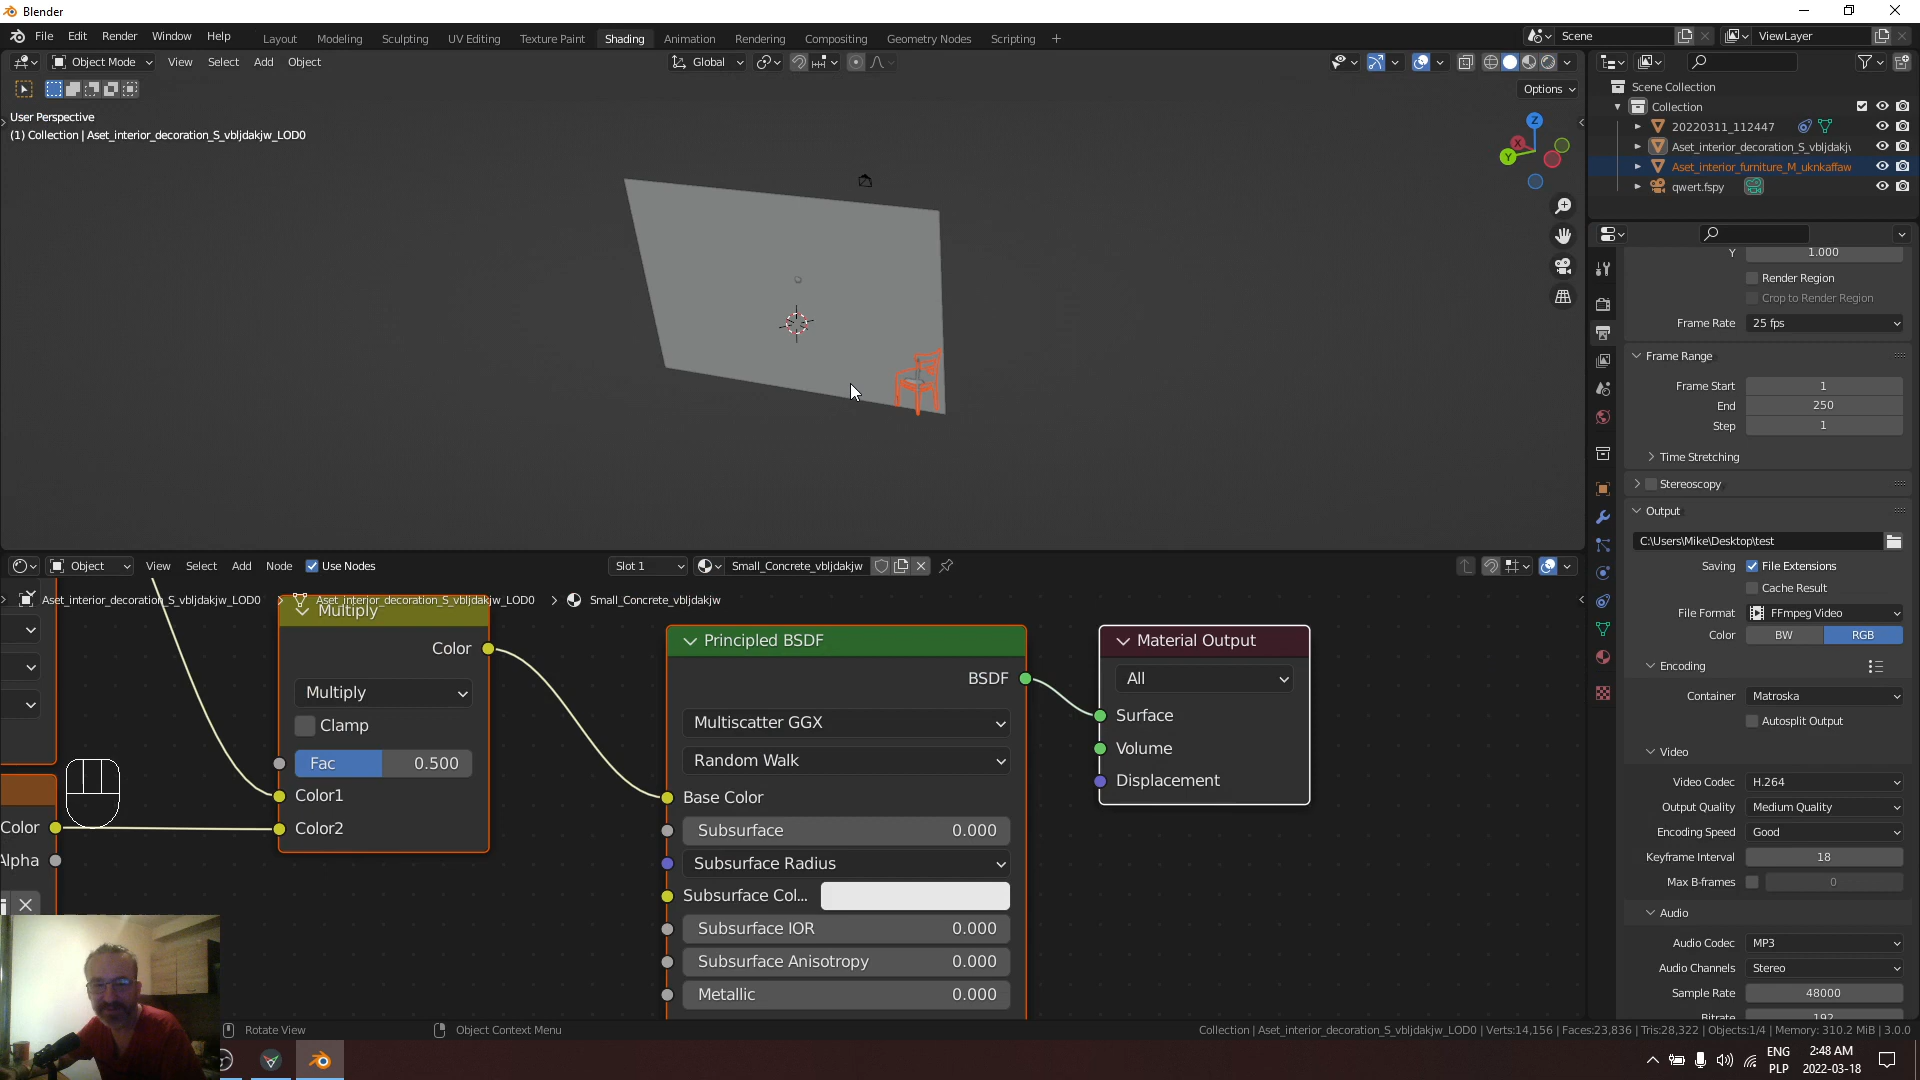 Blender
File Edit Render Window Help
Layout Modeling Sculpting UV Editing Texture Paint Shading Animation Rendering Compositing Geometry Nodes Scripting +
Scene
ViewLayer
Object Mode View Select Add Object
Global
Options
User Perspective
(1) Collection | Aset_interior_decoration_S_vbljdakjw_LOD0
Z
X
Y
Scene Collection
Collection
20220311_112447
Aset_interior_decoration_S_vbljdakjw
Aset_interior_furniture_M_uknkaffaw
qwert.fspy
Y 1.000
Render Region
Crop to Render Region
Frame Rate 25 fps
Frame Range
Frame Start 1
End 250
Step 1
Time Stretching
Stereoscopy
Output
C:\Users\Mike\Desktop\test
Saving File Extensions
Cache Result
File Format FFmpeg Video
Color BW RGB
Encoding
Container Matroska
Autosplit Output
Video
Video Codec H.264
Output Quality Medium Quality
Encoding Speed Good
Keyframe Interval 18
Max B-frames 0
Audio
Audio Codec MP3
Audio Channels Stereo
Sample Rate 48000
Bitrate 192
Object View Select Add Node Use Nodes
Slot 1
Small_Concrete_vbljdakjw
Aset_interior_decoration_S_vbljdakjw_LOD0 > Aset_interior_decoration_S_vbljdakjw_LOD0 > Small_Concrete_vbljdakjw
Multiply
Color
Multiply
Clamp
Fac 0.500
Color1
Color2
Color
Alpha
Principled BSDF
BSDF
Multiscatter GGX
Random Walk
Base Color
Subsurface 0.000
Subsurface Radius
Subsurface Col...
Subsurface IOR 0.000
Subsurface Anisotropy 0.000
Metallic 0.000
Material Output
All
Surface
Volume
Displacement
Rotate View
Object Context Menu
Collection | Aset_interior_decoration_S_vbljdakjw_LOD0 | Verts:14,156 | Faces:23,836 | Tris:28,322 | Objects:1/4 | Memory: 310.2 MiB | 3.0.0
ENG
PLP
2:48 AM
2022-03-18